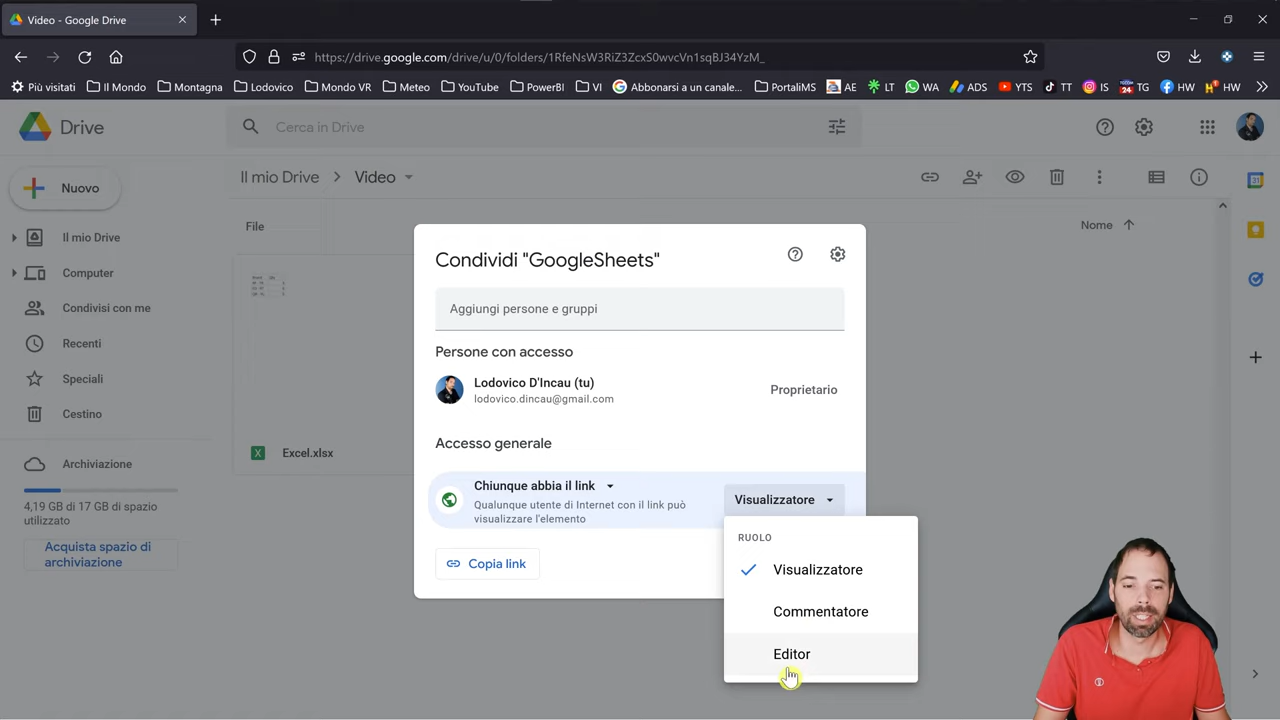 Video - Google Drive
https://drive.google.com/drive/u/0/folders/1RfeNsW3RiZ3ZcxS0wvcVn1sqBJ34YzM_
Più visitati Il Mondo Montagna Lodovico Mondo VR Meteo YouTube PowerBI VI Abbonarsi a un canale... PortaliMS AE LT WA ADS YTS TT IS TG HW HW
Drive
Cerca in Drive
Nuovo
Il mio Drive
Computer
Condivisi con me
Recenti
Speciali
Cestino
Archiviazione
4,19 GB di 17 GB di spazio
utilizzato
Acquista spazio di
archiviazione
Il mio Drive > Video
File
Nome
Excel.xlsx
Condividi "GoogleSheets"
Aggiungi persone e gruppi
Persone con accesso
Lodovico D'Incau (tu)
lodovico.dincau@gmail.com
Proprietario
Accesso generale
Chiunque abbia il link
Qualunque utente di Internet con il link può
visualizzare l'elemento
Visualizzatore
Copia link
RUOLO
Visualizzatore
Commentatore
Editor